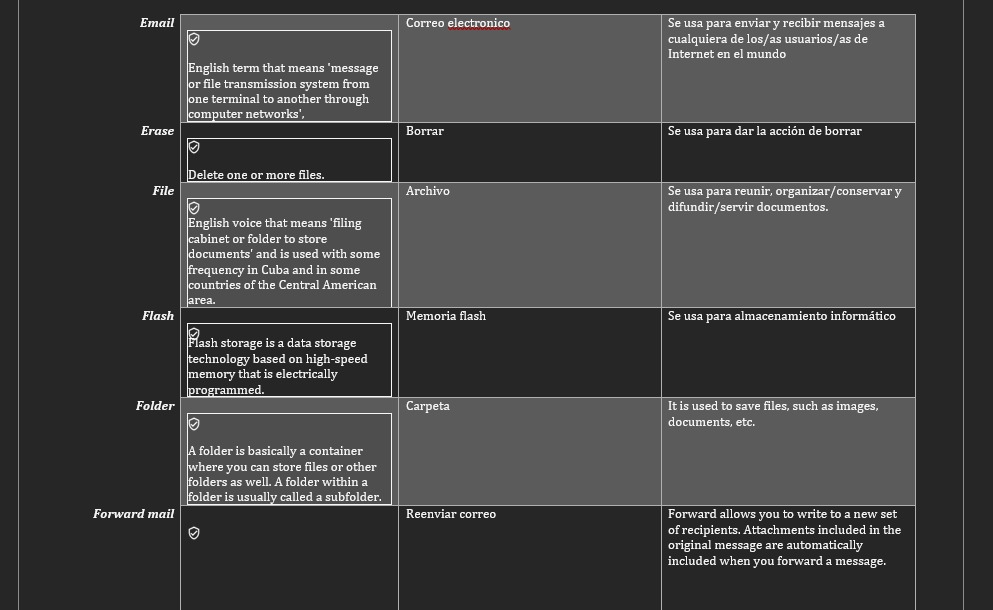 Email
English term that means 'message
or file transmission system from
one terminal to another through
computer networks',
Correo electronico
Se usa para enviar y recibir mensajes a
cualquiera de los/as usuarios/as de
Internet en el mundo
Erase
Delete one or more files.
Borrar
Se usa para dar la acción de borrar
File
English voice that means 'filing
cabinet or folder to store
documents' and is used with some
frequency in Cuba and in some
countries of the Central American
area.
Archivo
Se usa para reunir, organizar/conservar y
difundir/servir documentos.
Flash
Flash storage is a data storage
technology based on high-speed
memory that is electrically
programmed.
Memoria flash
Se usa para almacenamiento informático
Folder
A folder is basically a container
where you can store files or other
folders as well. A folder within a
folder is usually called a subfolder.
Carpeta
It is used to save files, such as images,
documents, etc.
Forward mail
Reenviar correo
Forward allows you to write to a new set
of recipients. Attachments included in the
original message are automatically
included when you forward a message.